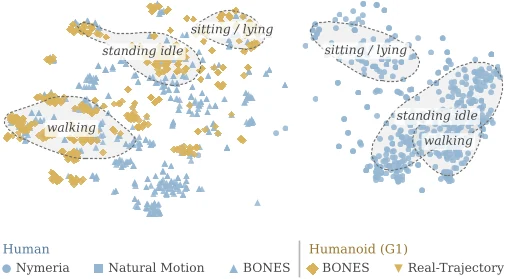 sitting / lying
standing idle
walking
sitting / lying
standing idle
walking
Human
Nymeria
Natural Motion
BONES
Humanoid (G1)
BONES
Real-Trajectory